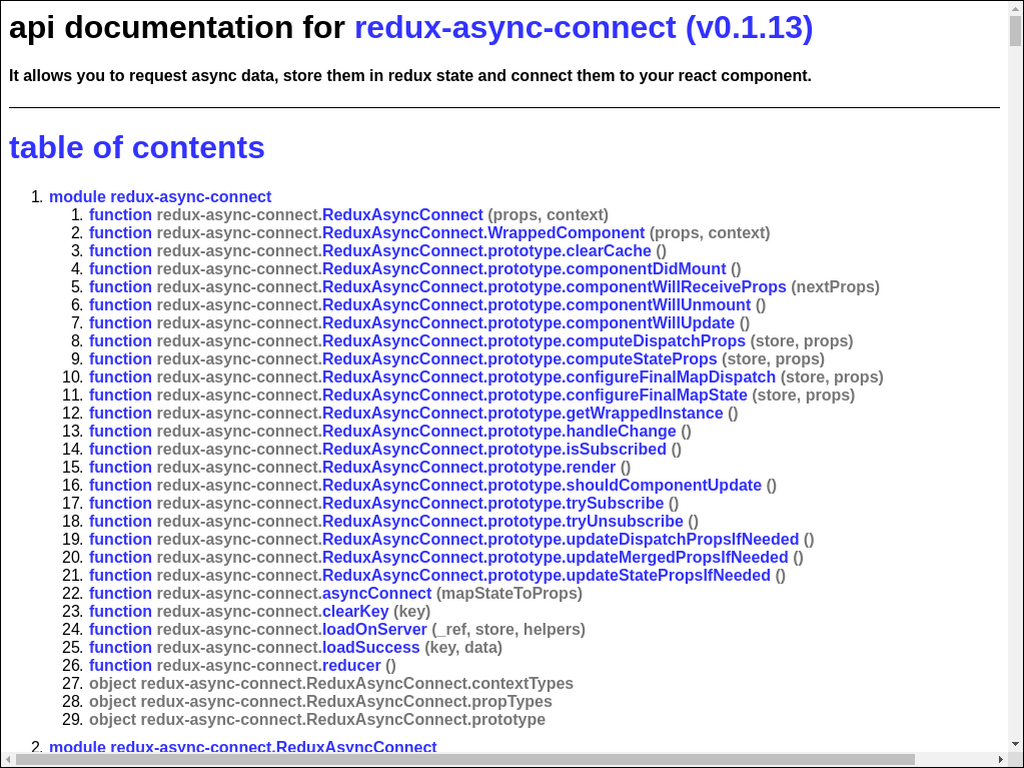 api documentation for redux-async-connect (v0.1.13)
It allows you to request async data, store them in redux state and connect them to your react component.
table of contents
1. module redux-async-connect
1. function redux-async-connect.ReduxAsyncConnect (props, context)
2. function redux-async-connect.ReduxAsyncConnect.WrappedComponent (props, context)
3. function redux-async-connect.ReduxAsyncConnect.prototype.clearCache ()
4. function redux-async-connect.ReduxAsyncConnect.prototype.componentDidMount ()
5. function redux-async-connect.ReduxAsyncConnect.prototype.componentWillReceiveProps (nextProps)
6. function redux-async-connect.ReduxAsyncConnect.prototype.componentWillUnmount ()
7. function redux-async-connect.ReduxAsyncConnect.prototype.componentWillUpdate ()
8. function redux-async-connect.ReduxAsyncConnect.prototype.computeDispatchProps (store, props)
9. function redux-async-connect.ReduxAsyncConnect.prototype.computeStateProps (store, props)
10. function redux-async-connect.ReduxAsyncConnect.prototype.configureFinalMapDispatch (store, props)
11. function redux-async-connect.ReduxAsyncConnect.prototype.configureFinalMapState (store, props)
12. function redux-async-connect.ReduxAsyncConnect.prototype.getWrappedInstance ()
13. function redux-async-connect.ReduxAsyncConnect.prototype.handleChange ()
14. function redux-async-connect.ReduxAsyncConnect.prototype.isSubscribed ()
15. function redux-async-connect.ReduxAsyncConnect.prototype.render ()
16. function redux-async-connect.ReduxAsyncConnect.prototype.shouldComponentUpdate ()
17. function redux-async-connect.ReduxAsyncConnect.prototype.trySubscribe ()
18. function redux-async-connect.ReduxAsyncConnect.prototype.tryUnsubscribe ()
19. function redux-async-connect.ReduxAsyncConnect.prototype.updateDispatchPropsIfNeeded ()
20. function redux-async-connect.ReduxAsyncConnect.prototype.updateMergedPropsIfNeeded ()
21. function redux-async-connect.ReduxAsyncConnect.prototype.updateStatePropsIfNeeded ()
22. function redux-async-connect.asyncConnect (mapStateToProps)
23. function redux-async-connect.clearKey (key)
24. function redux-async-connect.loadOnServer (_ref, store, helpers)
25. function redux-async-connect.loadSuccess (key, data)
26. function redux-async-connect.reducer ()
27. object redux-async-connect.ReduxAsyncConnect.contextTypes
28. object redux-async-connect.ReduxAsyncConnect.propTypes
29. object redux-async-connect.ReduxAsyncConnect.prototype
2. module redux-async-connect.ReduxAsyncConnect